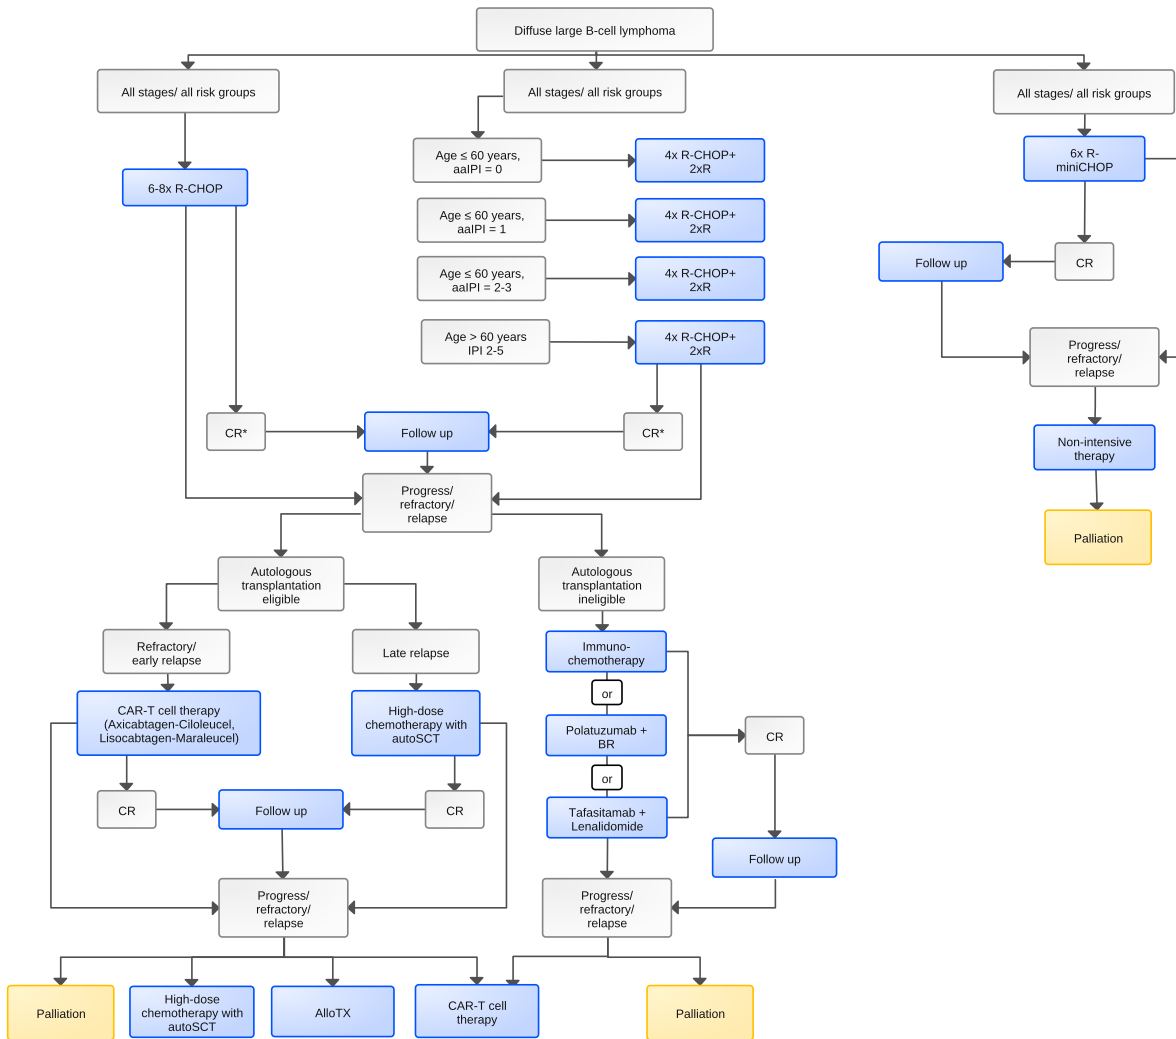 Diffuse large B-cell lymphoma
All stages/ all risk groups
All stages/ all risk groups
All stages/ all risk groups
6-8x R-CHOP
Age ≤ 60 years,
aaIPI = 0
4x R-CHOP+
2xR
Age ≤ 60 years,
aaIPI = 1
4x R-CHOP+
2xR
Age ≤ 60 years,
aaIPI = 2-3
4x R-CHOP+
2xR
Age > 60 years
IPI 2-5
4x R-CHOP+
2xR
6x R-
miniCHOP
Follow up
CR
Progress/
refractory/
relapse
Non-intensive
therapy
Palliation
CR*
Follow up
CR*
Progress/
refractory/
relapse
Autologous
transplantation
eligible
Autologous
transplantation
ineligible
Refractory/
early relapse
Late relapse
CAR-T cell therapy
(Axicabtagen-Ciloleucel,
Lisocabtagen-Maraleucel)
High-dose
chemotherapy with
autoSCT
CR
Follow up
CR
Progress/
refractory/
relapse
Immuno-
chemotherapy
or
Polatuzumab +
BR
or
Tafasitamab +
Lenalidomide
CR
Follow up
Progress/
refractory/
relapse
Palliation
High-dose
chemotherapy with
autoSCT
AlloTX
CAR-T cell
therapy
Palliation